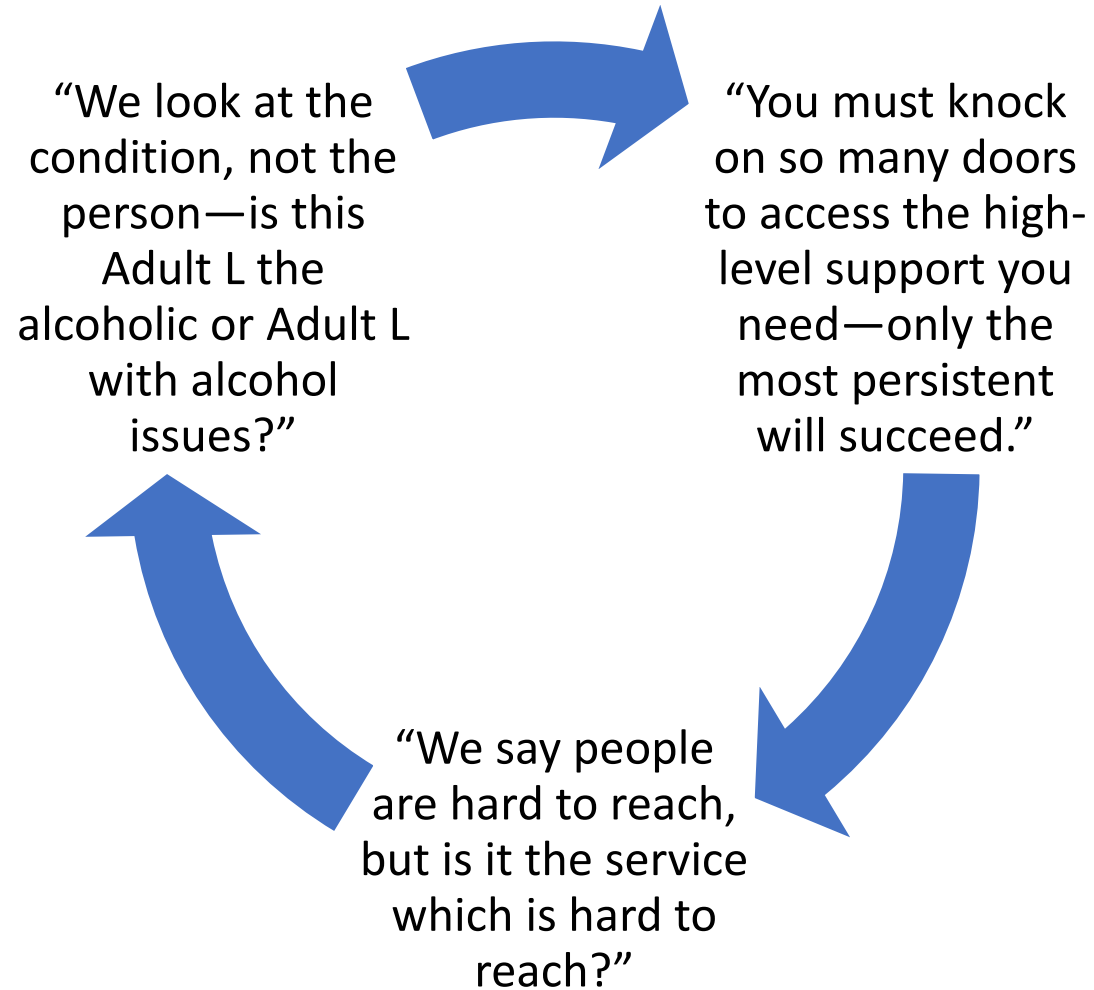 “We look at the
condition, not the
person—is this
Adult L the
alcoholic or Adult L
with alcohol
issues?”
“You must knock
on so many doors
to access the high-
level support you
need—only the
most persistent
will succeed.”
“We say people
are hard to reach,
but is it the service
which is hard to
reach?”